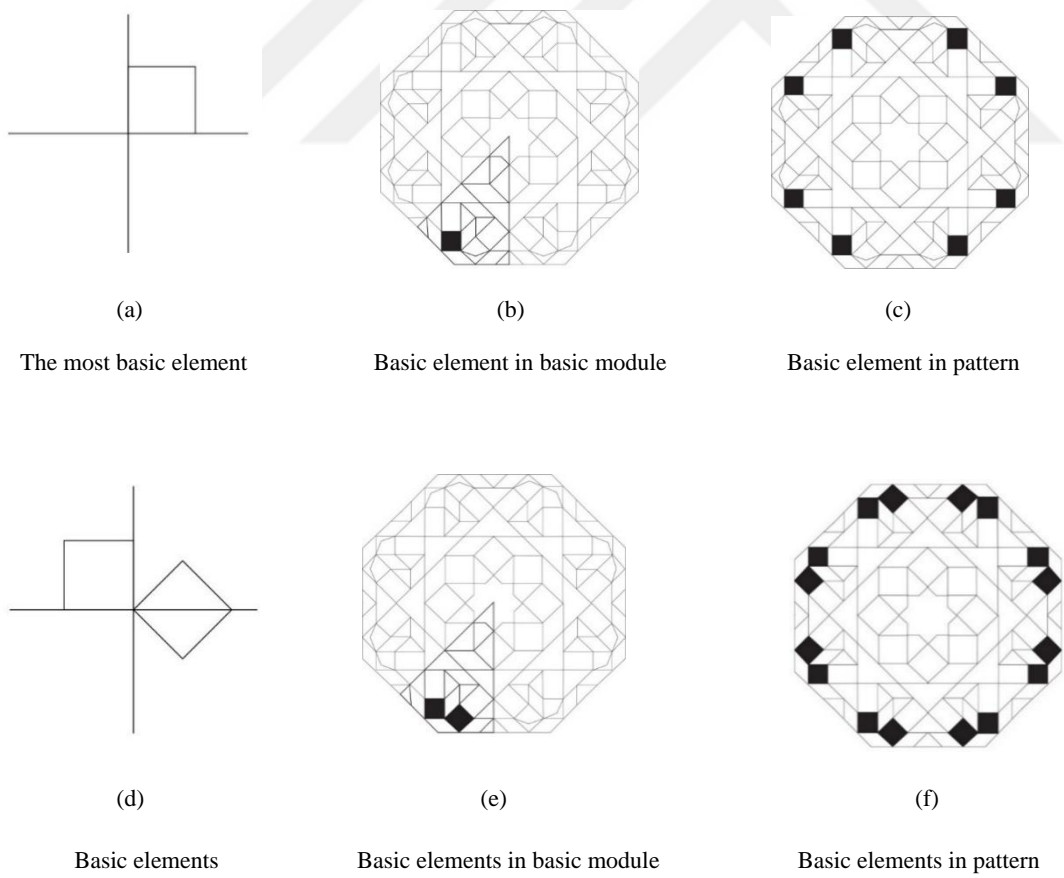 (a)
(b)
(c)
The most basic element
Basic element in basic module
Basic element in pattern
(d)
(e)
(f)
Basic elements
Basic elements in basic module
Basic elements in pattern